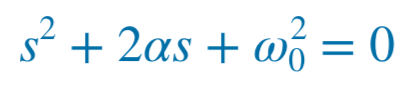 s² + 2αs + ω₀² = 0